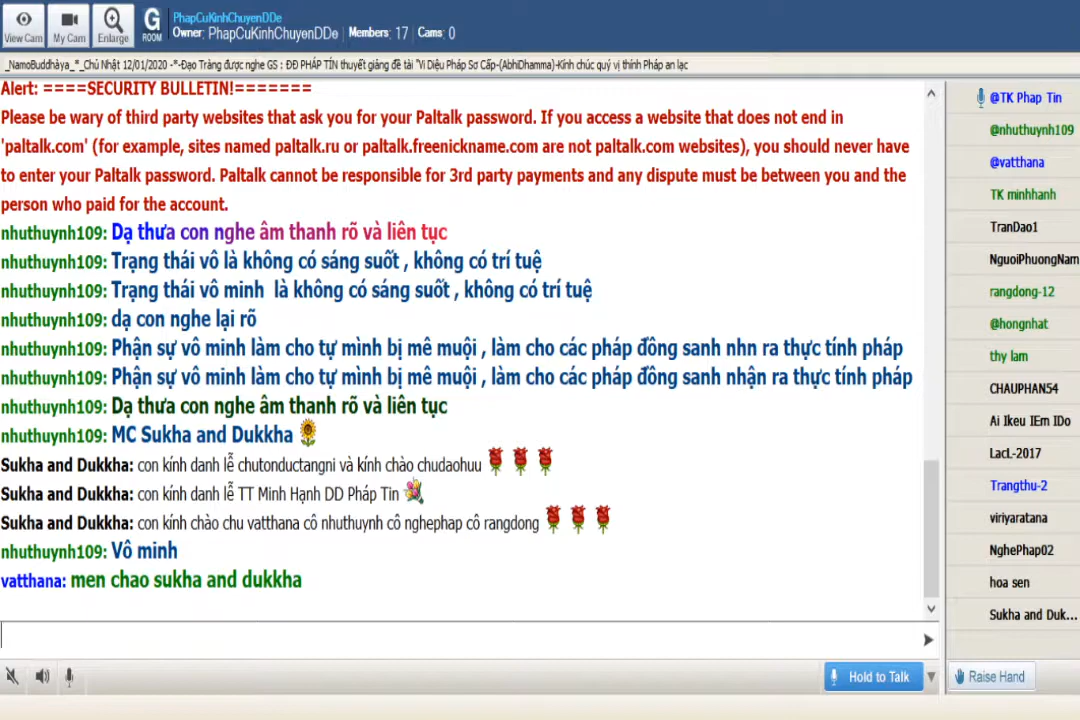 PhapCuKinhChuyenDDe
View Cam My Cam Enlarge G ROOM Owner: PhapCuKinhChuyenDDe Members: 17 Cams: 0
_NamoBuddhàya_*_Chủ Nhật 12/01/2020 -*-Đạo Tràng được nghe GS : ĐĐ PHÁP TÍN thuyết giảng đề tài "Vi Diệu Pháp Sơ Cấp-(AbhiDhamma)-Kính chúc quý vị thính Pháp an lạc
Alert: ====SECURITY BULLETIN!=======
Please be wary of third party websites that ask you for your Paltalk password. If you access a website that does not end in
'paltalk.com' (for example, sites named paltalk.ru or paltalk.freenickname.com are not paltalk.com websites), you should never have
to enter your Paltalk password. Paltalk cannot be responsible for 3rd party payments and any dispute must be between you and the
person who paid for the account.
nhuthuynh109: Dạ thưa con nghe âm thanh rõ và liên tục
nhuthuynh109: Trạng thái vô là không có sáng suốt , không có trí tuệ
nhuthuynh109: Trạng thái vô minh là không có sáng suốt , không có trí tuệ
nhuthuynh109: dạ con nghe lại rõ
nhuthuynh109: Phận sự vô minh làm cho tự mình bị mê muội , làm cho các pháp đồng sanh nhn ra thực tính pháp
nhuthuynh109: Phận sự vô minh làm cho tự mình bị mê muội , làm cho các pháp đồng sanh nhận ra thực tính pháp
nhuthuynh109: Dạ thưa con nghe âm thanh rõ và liên tục
nhuthuynh109: MC Sukha and Dukkha
Sukha and Dukkha: con kính danh lễ chutonductangni và kính chào chudaohuu
Sukha and Dukkha: con kính danh lễ TT Minh Hạnh DD Pháp Tin
Sukha and Dukkha: con kính chào chu vatthana cô nhuthuynh cô nghephap cô rangdong
nhuthuynh109: Vô minh
vatthana: men chao sukha and dukkha
@TK Phap Tin
@nhuthuynh109
@vatthana
TK minhhanh
TranDao1
NguoiPhuongNam
rangdong-12
@hongnhat
thy lam
CHAUPHAN54
Ai Ikeu IEm IDo
LacL-2017
Trangthu-2
viriyaratana
NghePhap02
hoa sen
Sukha and Duk...
Hold to Talk
Raise Hand